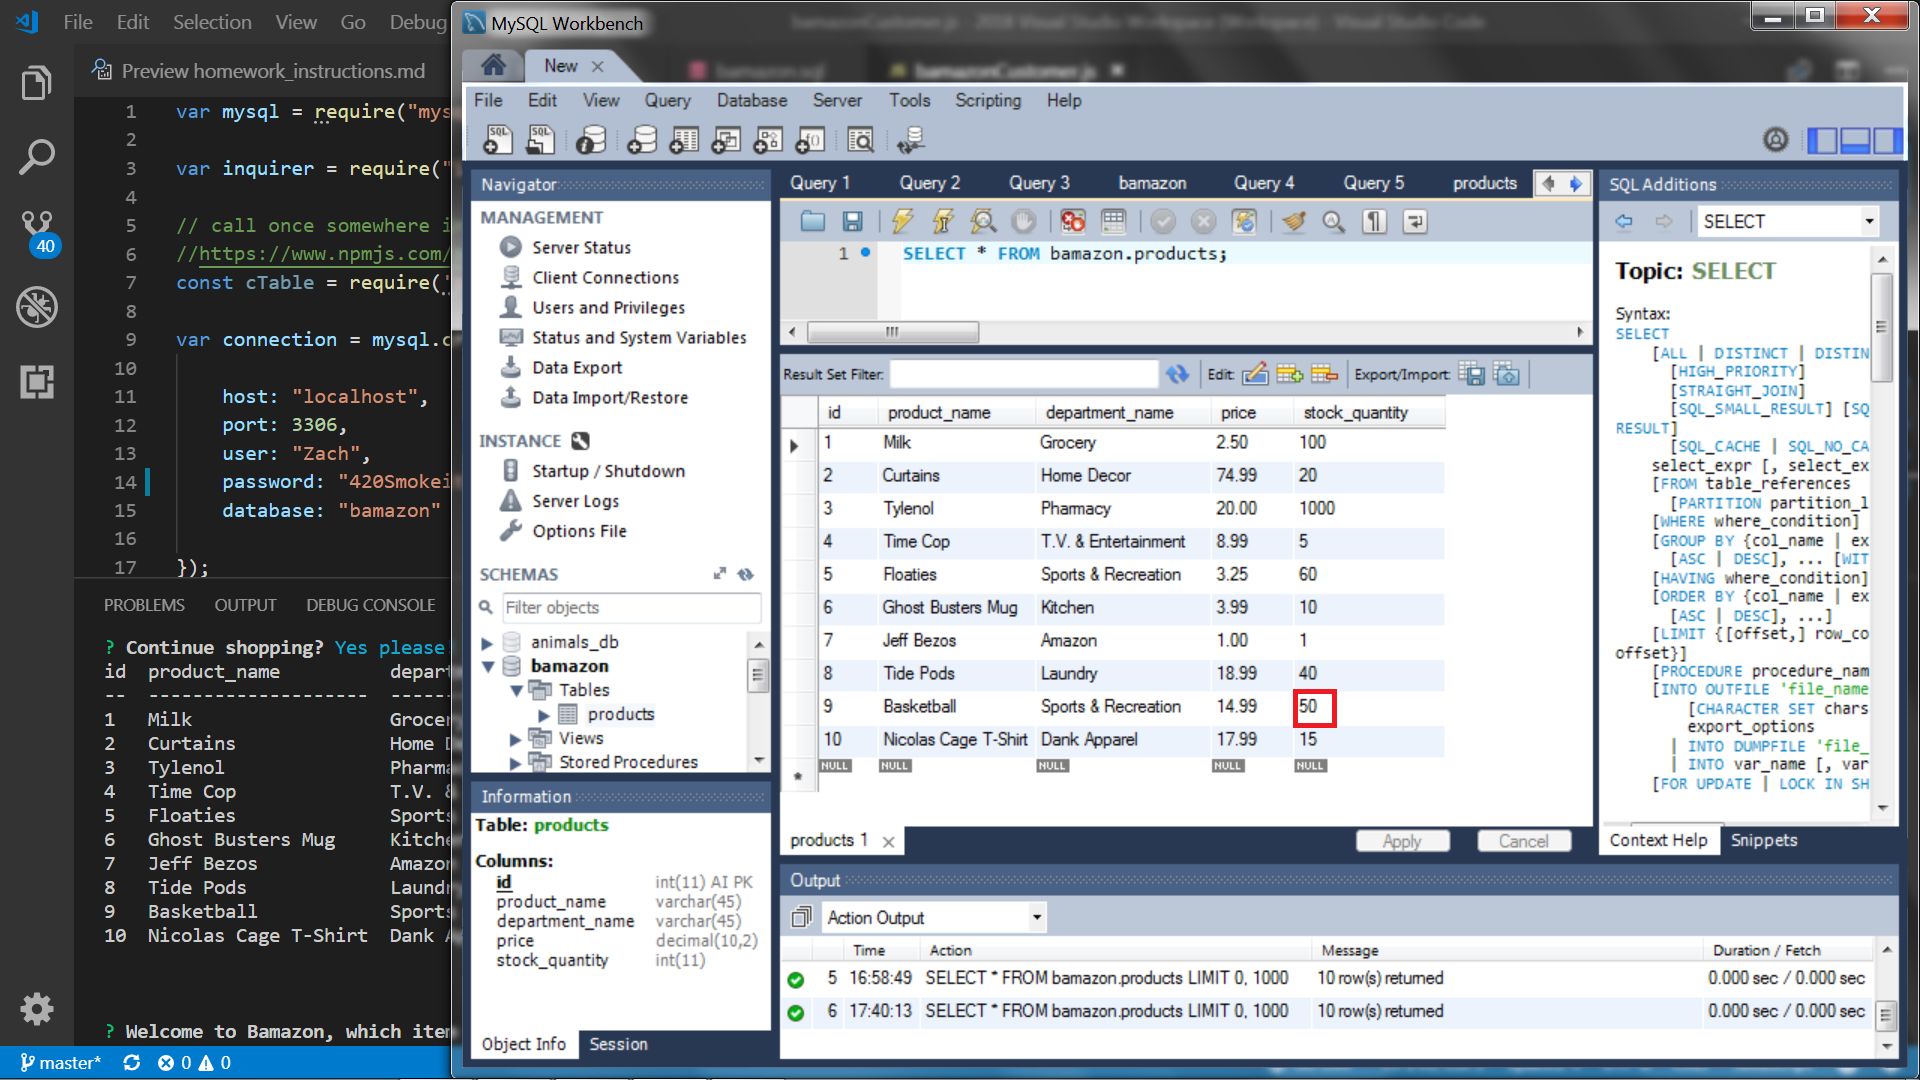 File Edit Selection View Go Debug
MySQL Workbench
Preview homework_instructions.md
New
bamazon.sql
bamazonCustomer.js
1 var mysql = require("mys
2
3 var inquirer = require("
4
5 // call once somewhere i
6 //https://www.npmjs.com/
7 const cTable = require('
8
9 var connection = mysql.c
10
11 host: "localhost",
12 port: 3306,
13 user: "Zach",
14 password: "420Smokei
15 database: "bamazon"
16
17 });
40
PROBLEMS OUTPUT DEBUG CONSOLE
? Continue shopping? Yes please
id product_name depart
-- -------------------- ------
1 Milk Grocer
2 Curtains Home D
3 Tylenol Pharma
4 Time Cop T.V. &
5 Floaties Sports
6 Ghost Busters Mug Kitche
7 Jeff Bezos Amazon
8 Tide Pods Laundr
9 Basketball Sports
10 Nicolas Cage T-Shirt Dank A
? Welcome to Bamazon, which item
master* 0 0
File Edit View Query Database Server Tools Scripting Help
Navigator
MANAGEMENT
Server Status
Client Connections
Users and Privileges
Status and System Variables
Data Export
Data Import/Restore
INSTANCE
Startup / Shutdown
Server Logs
Options File
SCHEMAS
Filter objects
animals_db
bamazon
Tables
products
Views
Stored Procedures
Information
Table: products
Columns:
id int(11) AI PK
product_name varchar(45)
department_name varchar(45)
price decimal(10,2)
stock_quantity int(11)
Object Info Session
Query 1 Query 2 Query 3 bamazon Query 4 Query 5 products
1 SELECT * FROM bamazon.products;
Result Set Filter: Edit: Export/Import:
id product_name department_name price stock_quantity
1 Milk Grocery 2.50 100
2 Curtains Home Decor 74.99 20
3 Tylenol Pharmacy 20.00 1000
4 Time Cop T.V. & Entertainment 8.99 5
5 Floaties Sports & Recreation 3.25 60
6 Ghost Busters Mug Kitchen 3.99 10
7 Jeff Bezos Amazon 1.00 1
8 Tide Pods Laundry 18.99 40
9 Basketball Sports & Recreation 14.99 50
10 Nicolas Cage T-Shirt Dank Apparel 17.99 15
* NULL NULL NULL NULL NULL
products 1 Apply Cancel
Output
Action Output
Time Action Message Duration / Fetch
5 16:58:49 SELECT * FROM bamazon.products LIMIT 0, 1000 10 row(s) returned 0.000 sec / 0.000 sec
6 17:40:13 SELECT * FROM bamazon.products LIMIT 0, 1000 10 row(s) returned 0.000 sec / 0.000 sec
SQL Additions
SELECT
Topic: SELECT
Syntax:
SELECT
[ALL | DISTINCT | DISTIN
[HIGH_PRIORITY]
[STRAIGHT_JOIN]
[SQL_SMALL_RESULT] [SQ
RESULT]
[SQL_CACHE | SQL_NO_CA
select_expr [, select_ex
[FROM table_references
[PARTITION partition_l
[WHERE where_condition]
[GROUP BY {col_name | ex
[ASC | DESC], ... [WIT
[HAVING where_condition]
[ORDER BY {col_name | ex
[ASC | DESC], ...]
[LIMIT {[offset,] row_co
offset}]
[PROCEDURE procedure_nam
[INTO OUTFILE 'file_name
[CHARACTER SET chars
export_options
| INTO DUMPFILE 'file_
| INTO var_name [, var
[FOR UPDATE | LOCK IN SH
Context Help Snippets